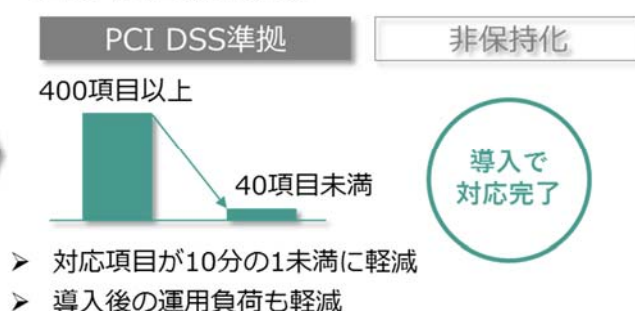 PCI DSS準拠
非保持化
400項目以上
40項目未満
導入で
対応完了
➢ 対応項目が10分の1未満に軽減
➢ 導入後の運用負荷も軽減